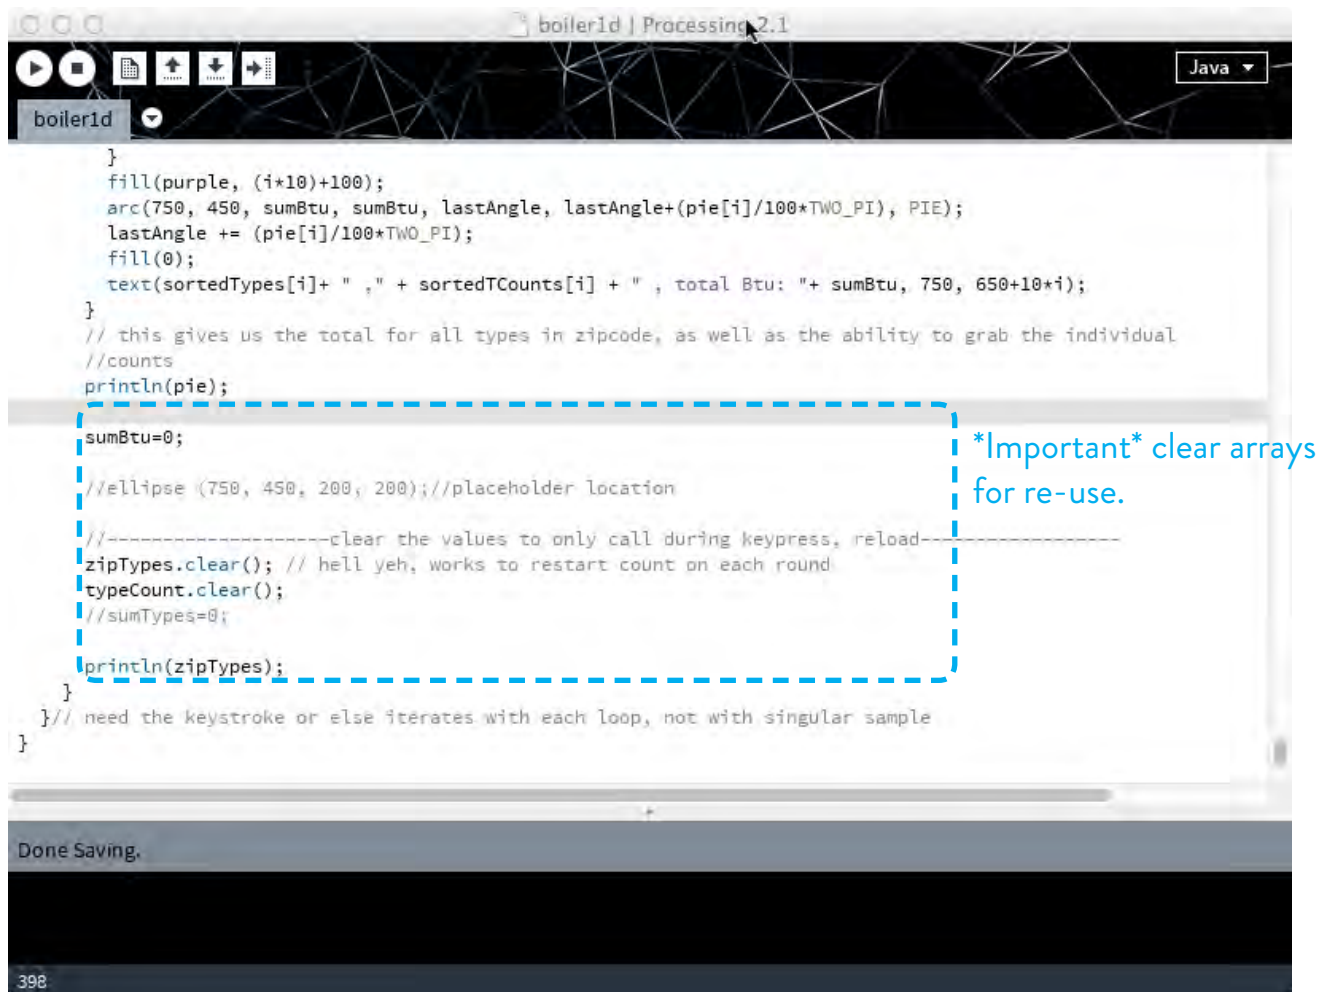 boiler1d | Processing 2.1
Java
boiler1d
}
fill(purple, (i*10)+100);
arc(750, 450, sumBtu, sumBtu, lastAngle, lastAngle+(pie[i]/100*TWO_PI), PIE);
lastAngle += (pie[i]/100*TWO_PI);
fill(0);
text(sortedTypes[i]+ " ," + sortedTCounts[i] + " , total Btu: "+ sumBtu, 750, 650+10*i);
}
// this gives us the total for all types in zipcode, as well as the ability to grab the individual
//counts
println(pie);
sumBtu=0;
*Important* clear arrays
for re-use.
//ellipse (750, 450, 200, 200);//placeholder location
//--------------------clear the values to only call during keypress, reload------------------
zipTypes.clear(); // hell yeh, works to restart count on each round
typeCount.clear();
//sumTypes=0;
println(zipTypes);
}
}// need the keystroke or else iterates with each loop, not with singular sample
}
Done Saving.
398